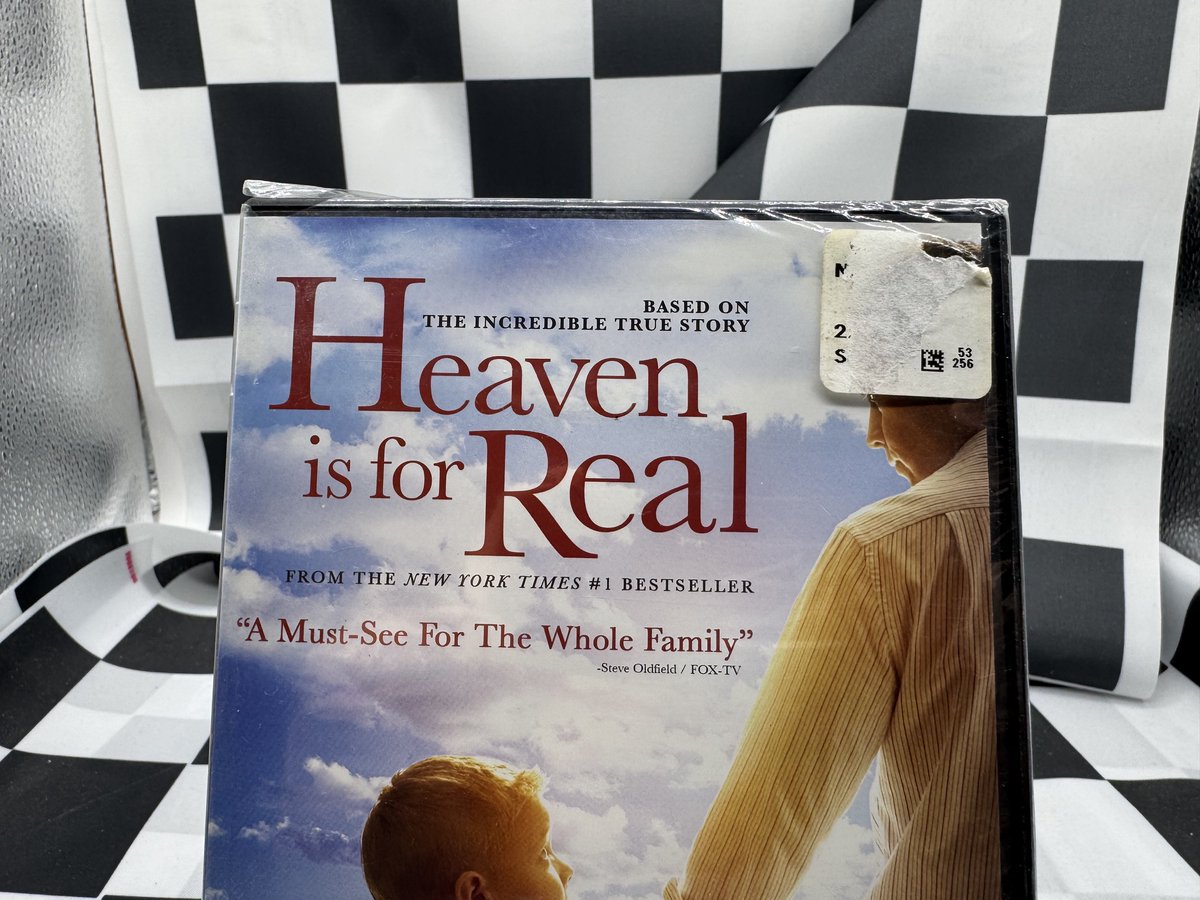 BASED ON
THE INCREDIBLE TRUE STORY
Heaven
is for Real
FROM THE NEW YORK TIMES #1 BESTSELLER
"A Must-See For The Whole Family"
-Steve Oldfield / FOX-TV
2
S
53
256